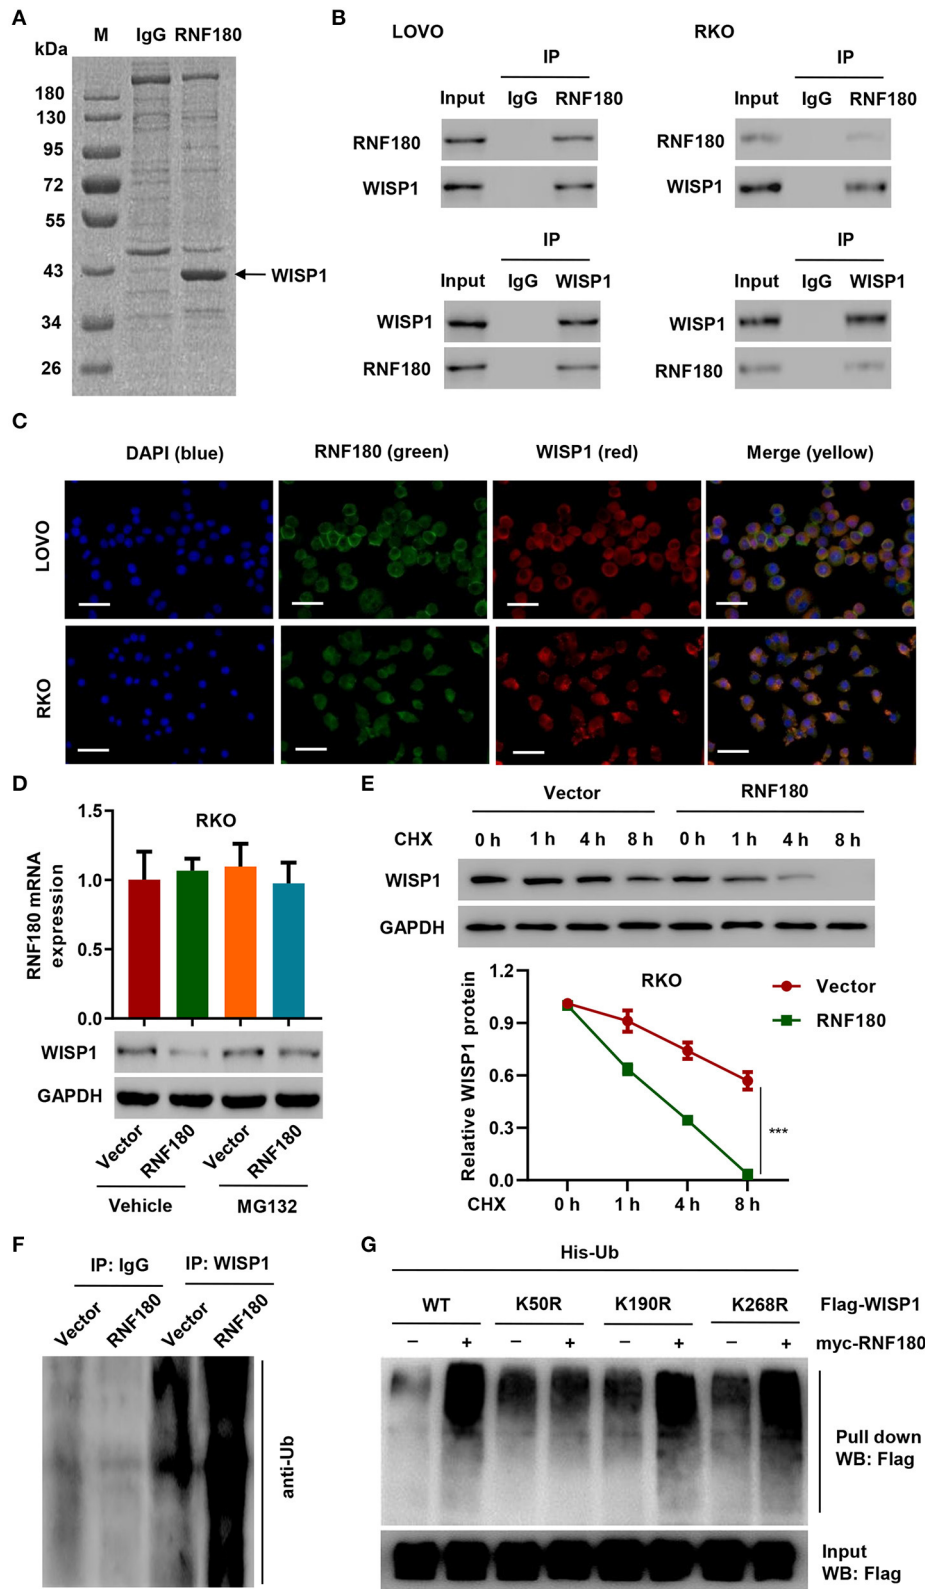 A
M IgG RNF180
kDa
180
130
95
72
55
43
34
26
WISP1
B
LOVO
IP
Input IgG RNF180
RNF180
WISP1
IP
Input IgG WISP1
WISP1
RNF180
RKO
IP
Input IgG RNF180
RNF180
WISP1
IP
Input IgG WISP1
WISP1
RNF180
C
DAPI (blue) RNF180 (green) WISP1 (red) Merge (yellow)
LOVO
RKO
D
RNF180 mRNA
expression
1.5
1.0
0.5
0.0
RKO
WISP1
GAPDH
Vector RNF180 Vector RNF180
Vehicle MG132
E
Vector RNF180
CHX 0 h 1 h 4 h 8 h 0 h 1 h 4 h 8 h
WISP1
GAPDH
Relative WISP1 protein
1.2
0.9
0.6
0.3
0.0
RKO
Vector
RNF180
***
CHX 0 h 1 h 4 h 8 h
F
IP: IgG IP: WISP1
Vector RNF180 Vector RNF180
anti-Ub
G
His-Ub
WT K50R K190R K268R Flag-WISP1
− + − + − + − + myc-RNF180
Pull down
WB: Flag
Input
WB: Flag